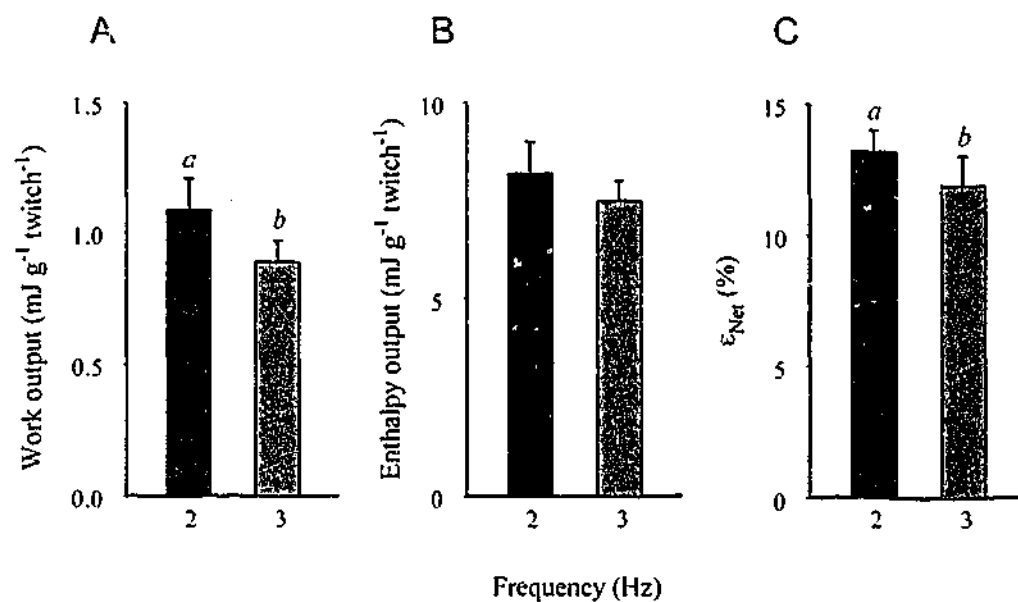 A
B
C
Work output (mJ g⁻¹ twitch⁻¹)
1.5
1.0
0.5
0.0
a
b
2
3
Enthalpy output (mJ g⁻¹ twitch⁻¹)
10
5
0
2
3
εNet (%)
15
10
5
0
a
b
2
3
Frequency (Hz)